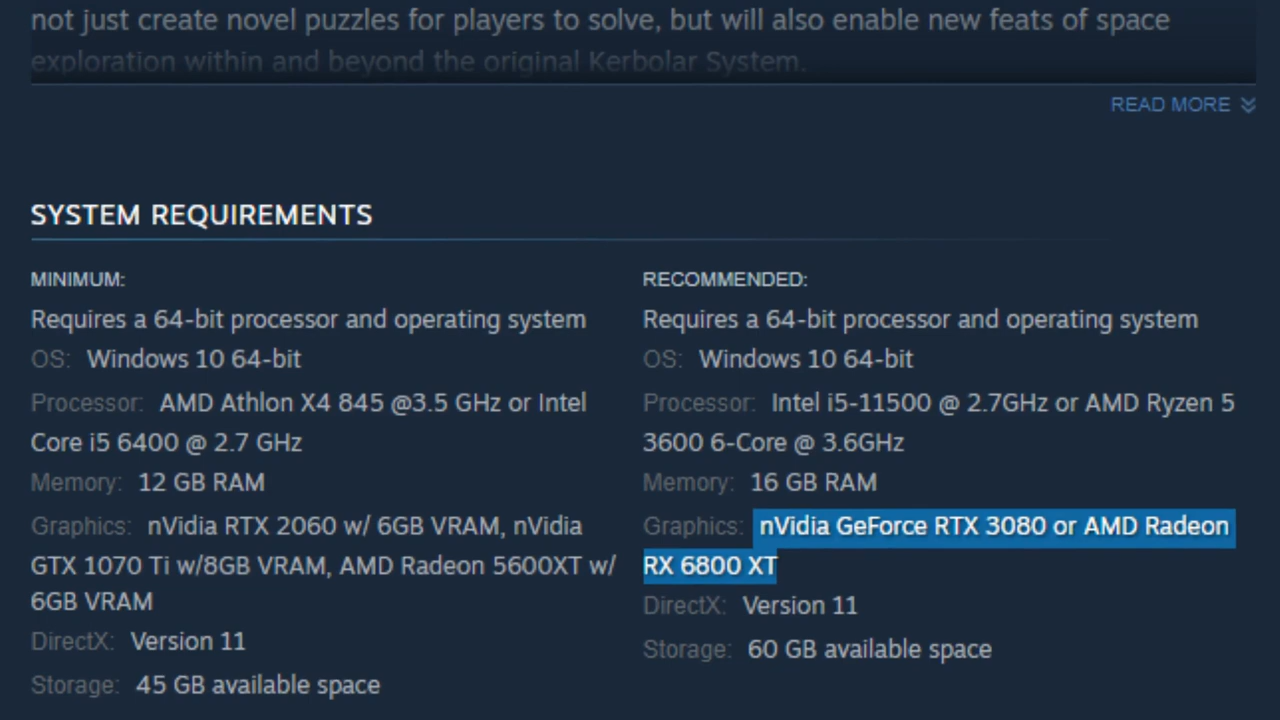 not just create novel puzzles for players to solve, but will also enable new feats of space
exploration within and beyond the original Kerbolar System.
READ MORE
SYSTEM REQUIREMENTS
MINIMUM:
Requires a 64-bit processor and operating system
OS: Windows 10 64-bit
Processor: AMD Athlon X4 845 @3.5 GHz or Intel
Core i5 6400 @ 2.7 GHz
Memory: 12 GB RAM
Graphics: nVidia RTX 2060 w/ 6GB VRAM, nVidia
GTX 1070 Ti w/8GB VRAM, AMD Radeon 5600XT w/
6GB VRAM
DirectX: Version 11
Storage: 45 GB available space
RECOMMENDED:
Requires a 64-bit processor and operating system
OS: Windows 10 64-bit
Processor: Intel i5-11500 @ 2.7GHz or AMD Ryzen 5
3600 6-Core @ 3.6GHz
Memory: 16 GB RAM
Graphics: nVidia GeForce RTX 3080 or AMD Radeon
RX 6800 XT
DirectX: Version 11
Storage: 60 GB available space